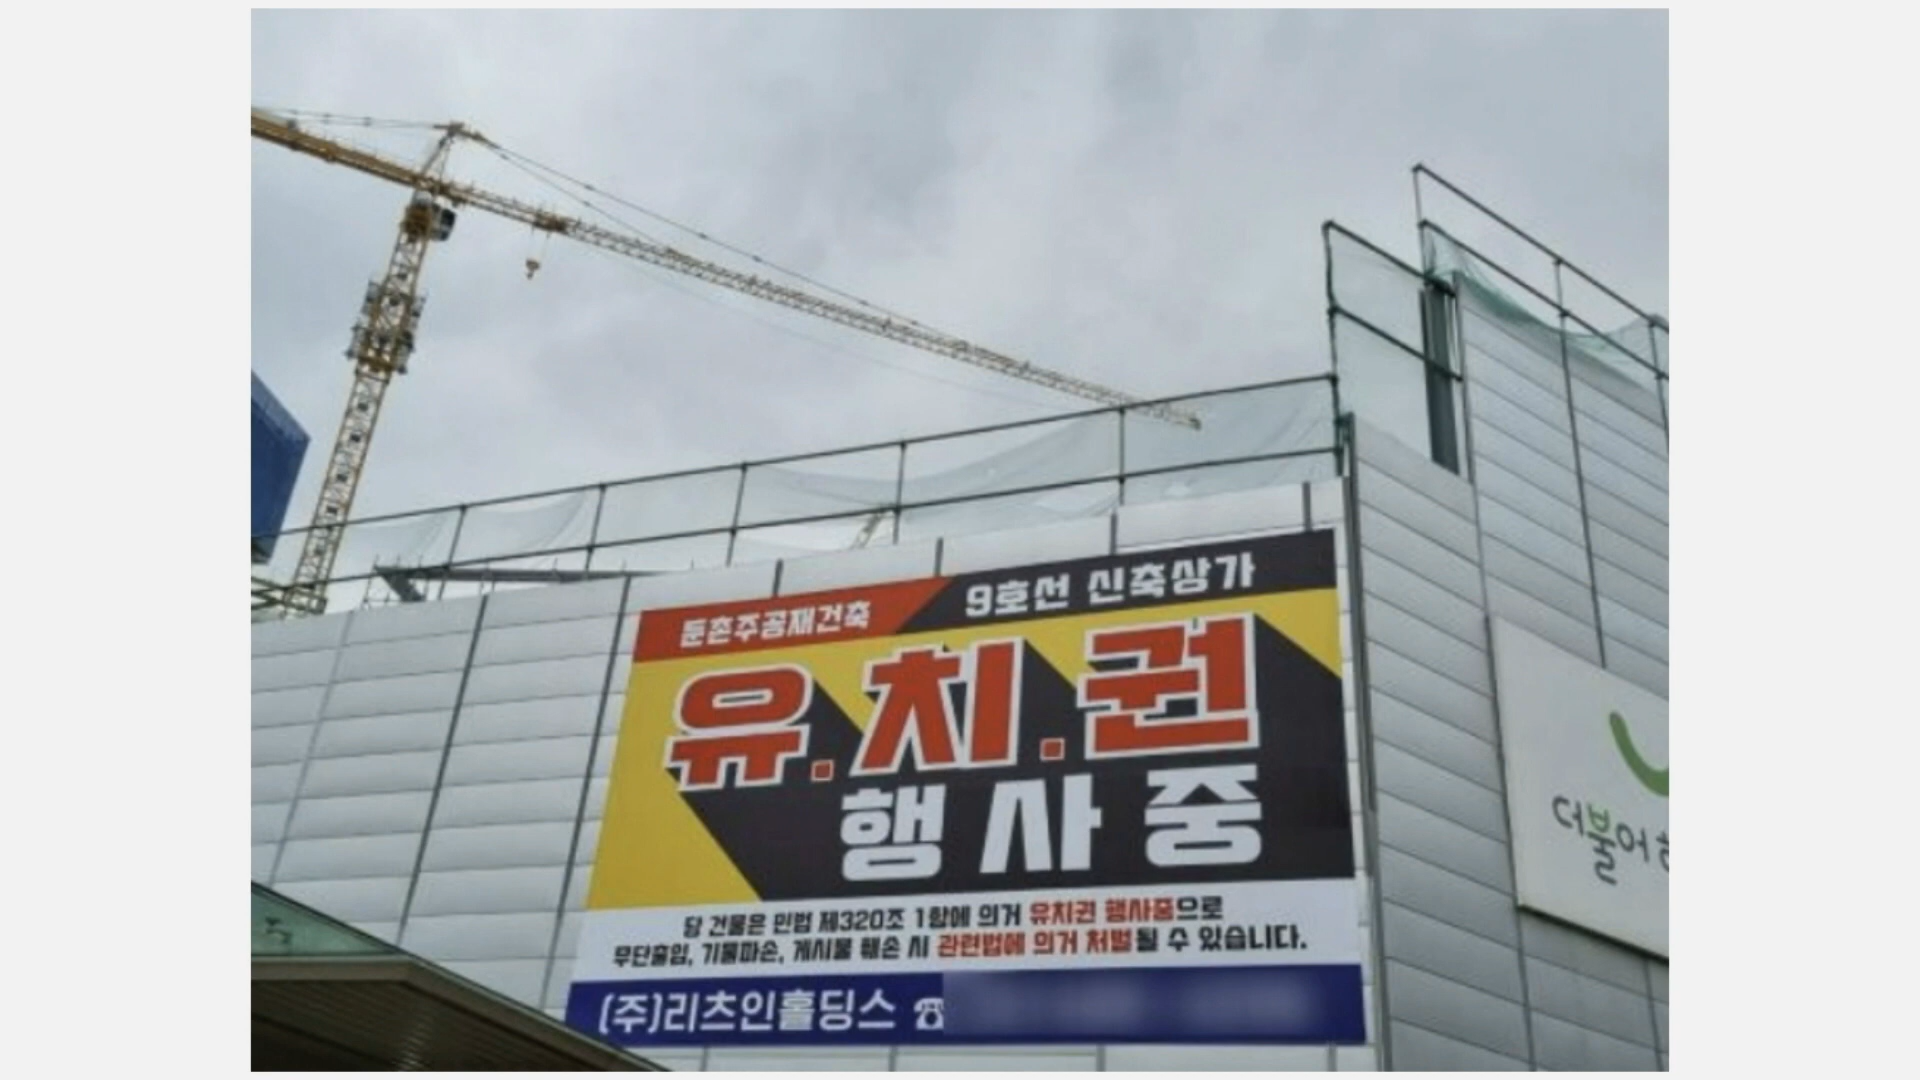 둔촌주공재건축
9호선 신축상가
유.치.권
행사중
당 건물은 민법 제320조 1항에 의거 유치권 행사중으로
무단출입, 기물파손, 게시물 훼손 시 관련법에 의거 처벌될 수 있습니다.
(주)리츠인홀딩스 ☎
더불어